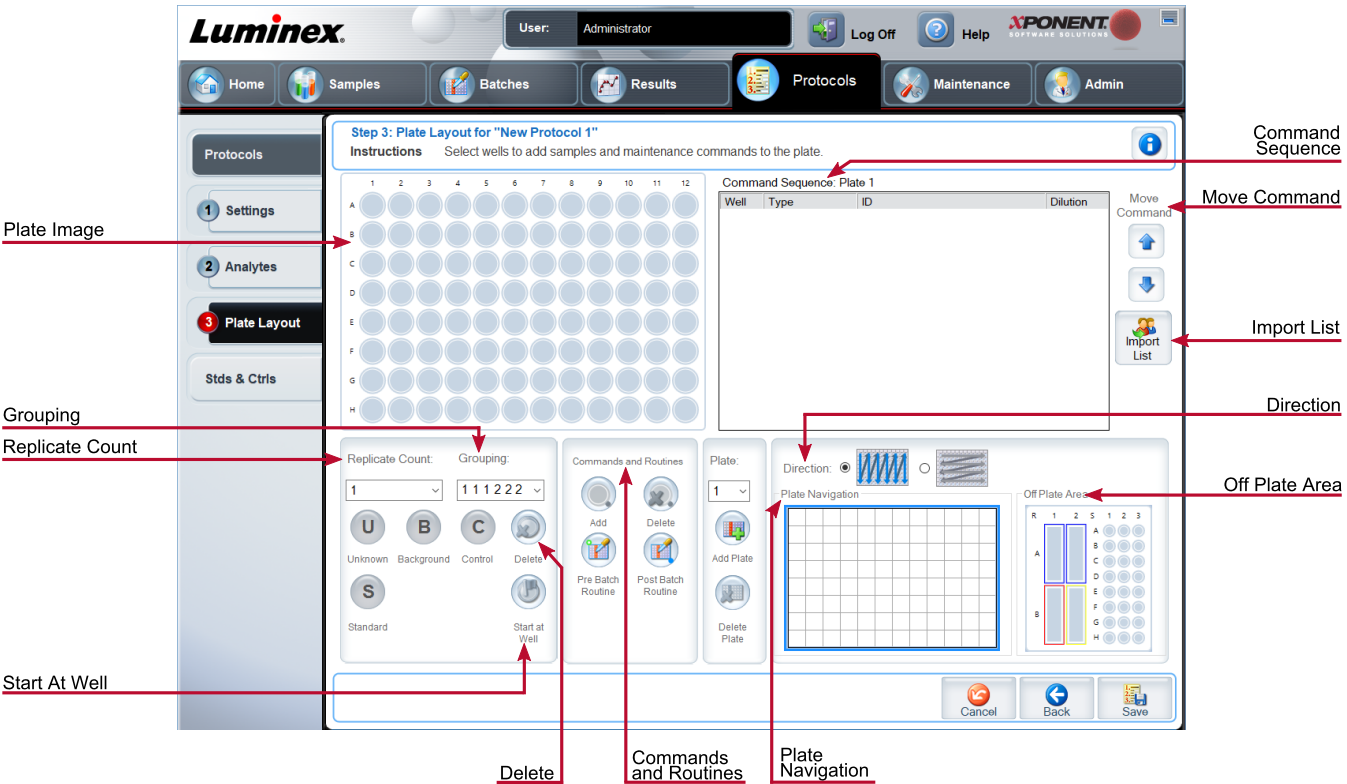 Luminex.
User: Administrator
Log Off
Help
XPONENT.
SOFTWARE SOLUTIONS
Home
Samples
Batches
Results
Protocols
Maintenance
Admin
Protocols
1 Settings
2 Analytes
3 Plate Layout
Stds & Ctrls
Step 3: Plate Layout for "New Protocol 1"
Instructions Select wells to add samples and maintenance commands to the plate.
1 2 3 4 5 6 7 8 9 10 11 12
A
B
C
D
E
F
G
H
Command Sequence: Plate 1
Well Type ID Dilution
Move
Command
Import
List
Replicate Count: Grouping:
1
1 1 1 2 2 2
U
B
C
Unknown
Background
Control
Delete
S
Standard
Start at
Well
Commands and Routines
Add
Delete
Pre Batch
Routine
Post Batch
Routine
Plate:
1
Add Plate
Delete
Plate
Direction:
Plate Navigation
Off Plate Area
R 1 2 S 1 2 3
A
B
A
B
C
D
E
F
G
H
Cancel
Back
Save
Plate Image
Grouping
Replicate Count
Start At Well
Delete
Commands
and Routines
Plate
Navigation
Command
Sequence
Move Command
Import List
Direction
Off Plate Area